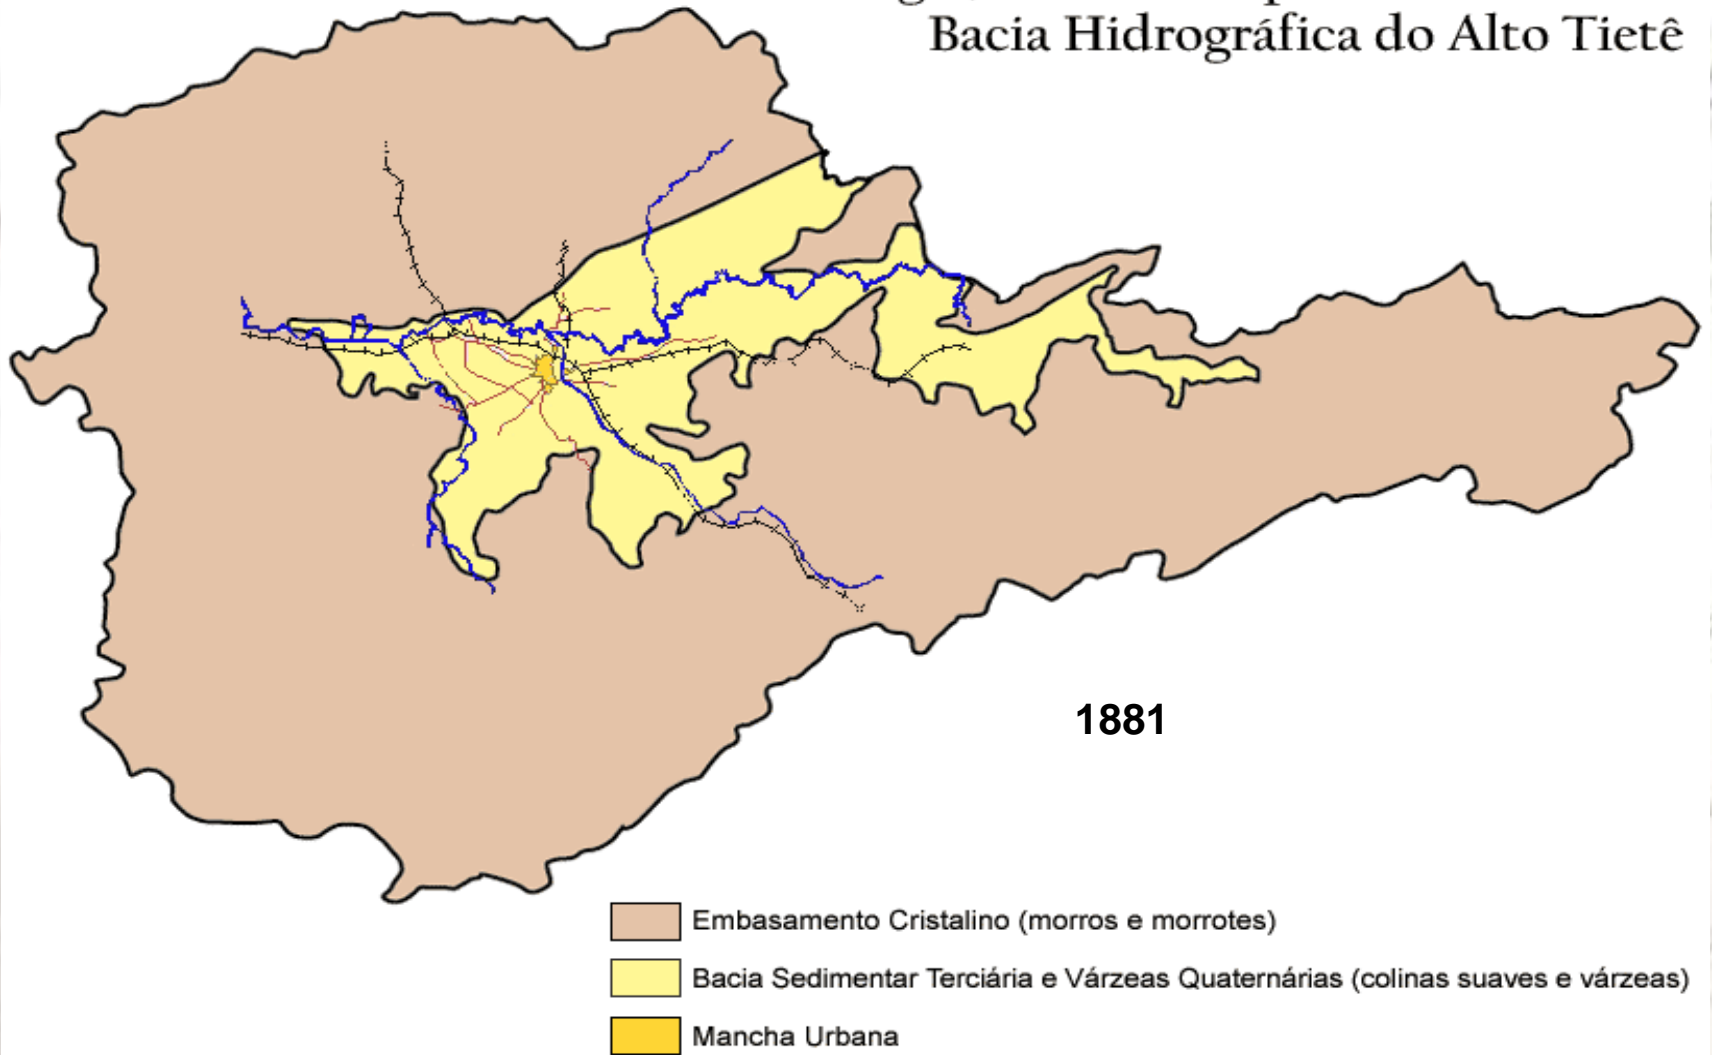 Bacia Hidrográfica do Alto Tietê
1881
Embasamento Cristalino (morros e morrotes)
Bacia Sedimentar Terciária e Várzeas Quaternárias (colinas suaves e várzeas)
Mancha Urbana